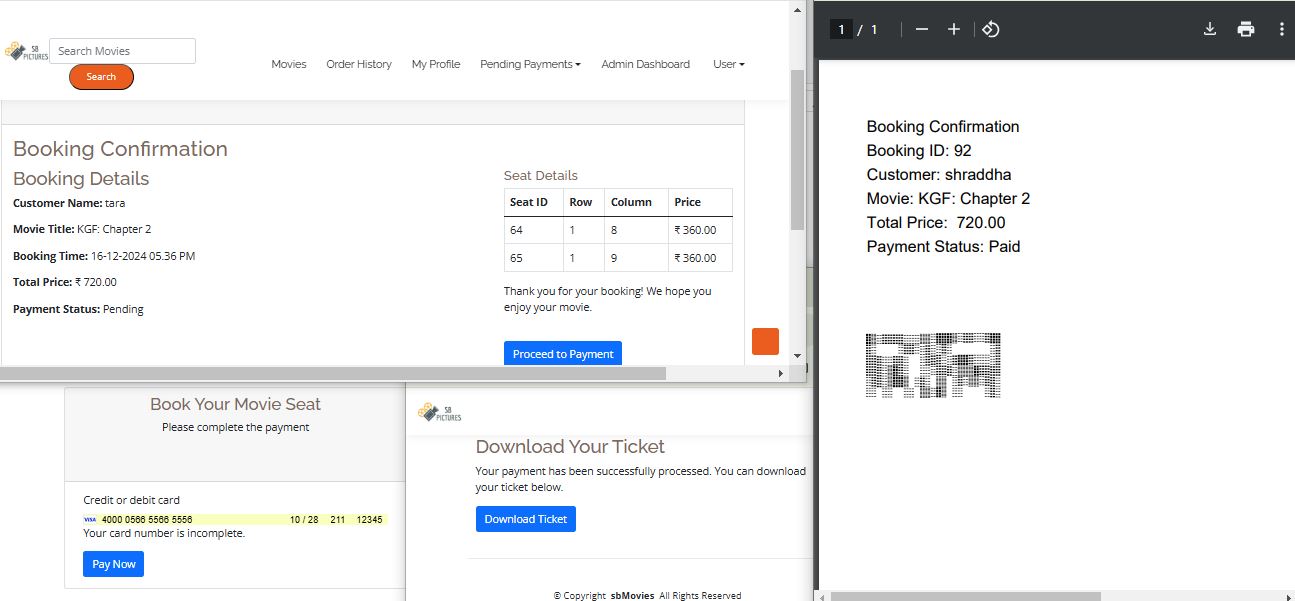 SB
PICTURES
Search Movies
Search
Movies
Order History
My Profile
Pending Payments
Admin Dashboard
User
Booking Confirmation
Booking Details
Customer Name: tara
Movie Title: KGF: Chapter 2
Booking Time: 16-12-2024 05.36 PM
Total Price: ₹ 720.00
Payment Status: Pending
Seat Details
Seat ID Row Column Price
64 1 8 ₹ 360.00
65 1 9 ₹ 360.00
Thank you for your booking! We hope you
enjoy your movie.
Proceed to Payment
Book Your Movie Seat
Please complete the payment
Credit or debit card
VISA 4000 0566 5566 5556 10 / 28 211 12345
Your card number is incomplete.
Pay Now
SB
PICTURES
Download Your Ticket
Your payment has been successfully processed. You can download
your ticket below.
Download Ticket
© Copyright sbMovies All Rights Reserved
1 / 1
Booking Confirmation
Booking ID: 92
Customer: shraddha
Movie: KGF: Chapter 2
Total Price: 720.00
Payment Status: Paid